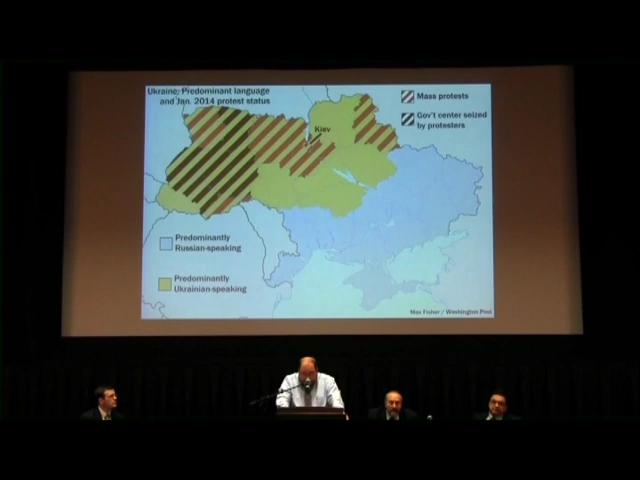 Ukraine: Predominant language
and Jan. 2014 protest status
Mass protests
Gov't center seized
by protesters
Kiev
Predominantly
Russian-speaking
Predominantly
Ukrainian-speaking
Max Fisher / Washington Post